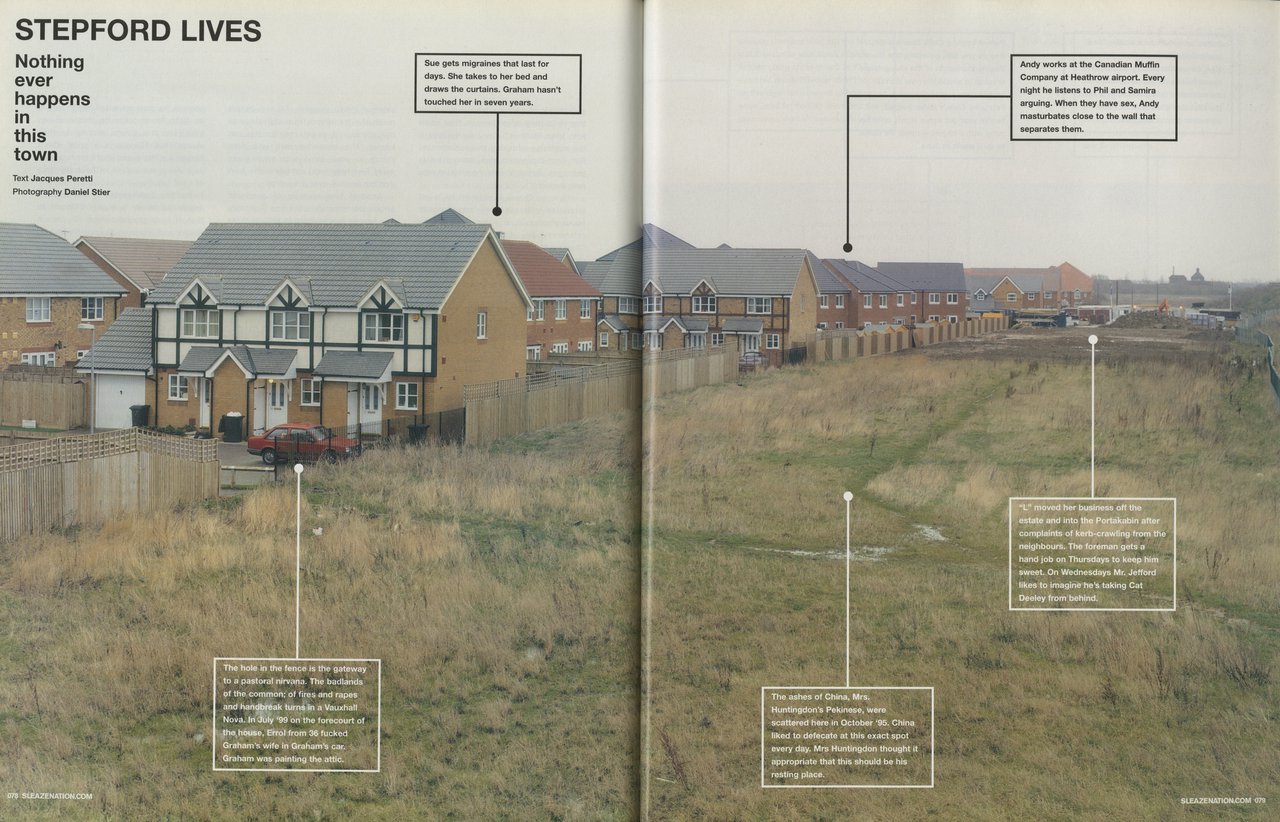 STEPFORD LIVES
Nothing
ever
happens
in
this
town
Text Jacques Peretti
Photography Daniel Stier
Sue gets migraines that last for
days. She takes to her bed and
draws the curtains. Graham hasn't
touched her in seven years.
Andy works at the Canadian Muffin
Company at Heathrow airport. Every
night he listens to Phil and Samira
arguing. When they have sex, Andy
masturbates close to the wall that
separates them.
"L" moved her business off the
estate and into the Portakabin after
complaints of kerb-crawling from the
neighbours. The foreman gets a
hand job on Thursdays to keep him
sweet. On Wednesdays Mr. Jefford
likes to imagine he's taking Cat
Deeley from behind.
The hole in the fence is the gateway
to a pastoral nirvana. The badlands
of the common; of fires and rapes
and handbreak turns in a Vauxhall
Nova. In July '99 on the forecourt of
the house, Errol from 36 fucked
Graham's wife in Graham's car.
Graham was painting the attic.
The ashes of China, Mrs.
Huntingdon's Pekinese, were
scattered here in October '95. China
liked to defecate at this exact spot
every day. Mrs Huntingdon thought it
appropriate that this should be his
resting place.
078 SLEAZENATION.COM
SLEAZENATION.COM 079